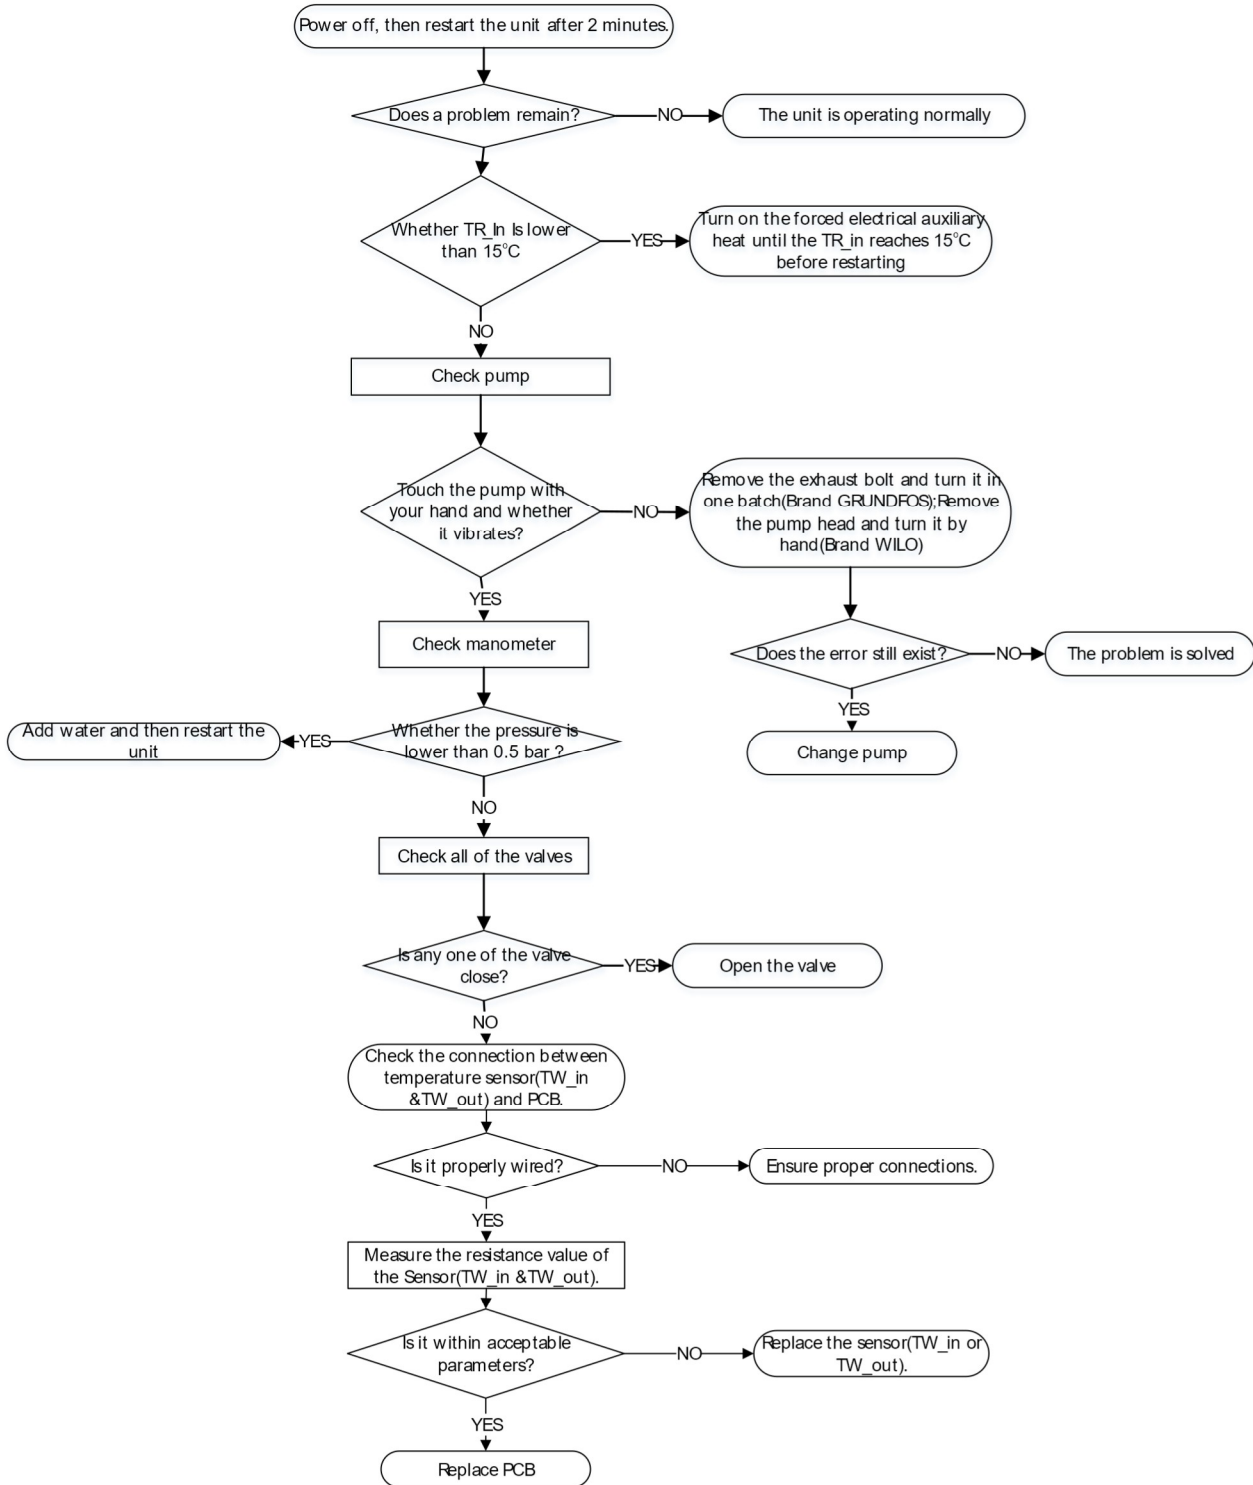 Power off, then restart the unit after 2 minutes.
Does a problem remain?
NO
The unit is operating normally
Whether TR_In Is lower
than 15°C
YES
Turn on the forced electrical auxiliary
heat until the TR_in reaches 15°C
before restarting
NO
Check pump
Touch the pump with
your hand and whether
it vibrates?
NO
Remove the exhaust bolt and turn it in
one batch(Brand GRUNDFOS);Remove
the pump head and turn it by
hand(Brand WILO)
YES
Check manometer
Does the error still exist?
NO
The problem is solved
YES
Change pump
Whether the pressure is
lower than 0.5 bar ?
YES
Add water and then restart the
unit
NO
Check all of the valves
Is any one of the valve
close?
YES
Open the valve
NO
Check the connection between
temperature sensor(TW_in
&TW_out) and PCB.
Is it properly wired?
NO
Ensure proper connections.
YES
Measure the resistance value of
the Sensor(TW_in &TW_out).
Is it within acceptable
parameters?
NO
Replace the sensor(TW_in or
TW_out).
YES
Replace PCB